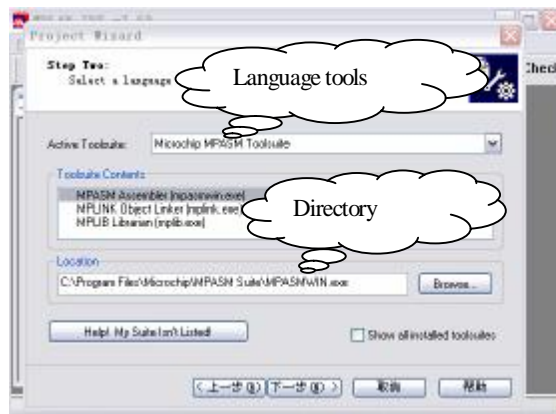 Project Wizard
Step Two:
Select a language
Language tools
Chec
Active Toolsuite: Microchip MPASM Toolsuite
Toolsuite Contents
MPASM Assembler (mpasmwin.exe)
MPLINK Object Linker (mplink.exe)
MPLIB Librarian (mplib.exe)
Directory
Location
C:\Program Files\Microchip\MPASM Suite\MPASMWIN.exe
Browse...
Help! My Suite Isn't Listed!
Show all installed toolsuites
< 上一步(B) 下一步(N) > 取消 帮助